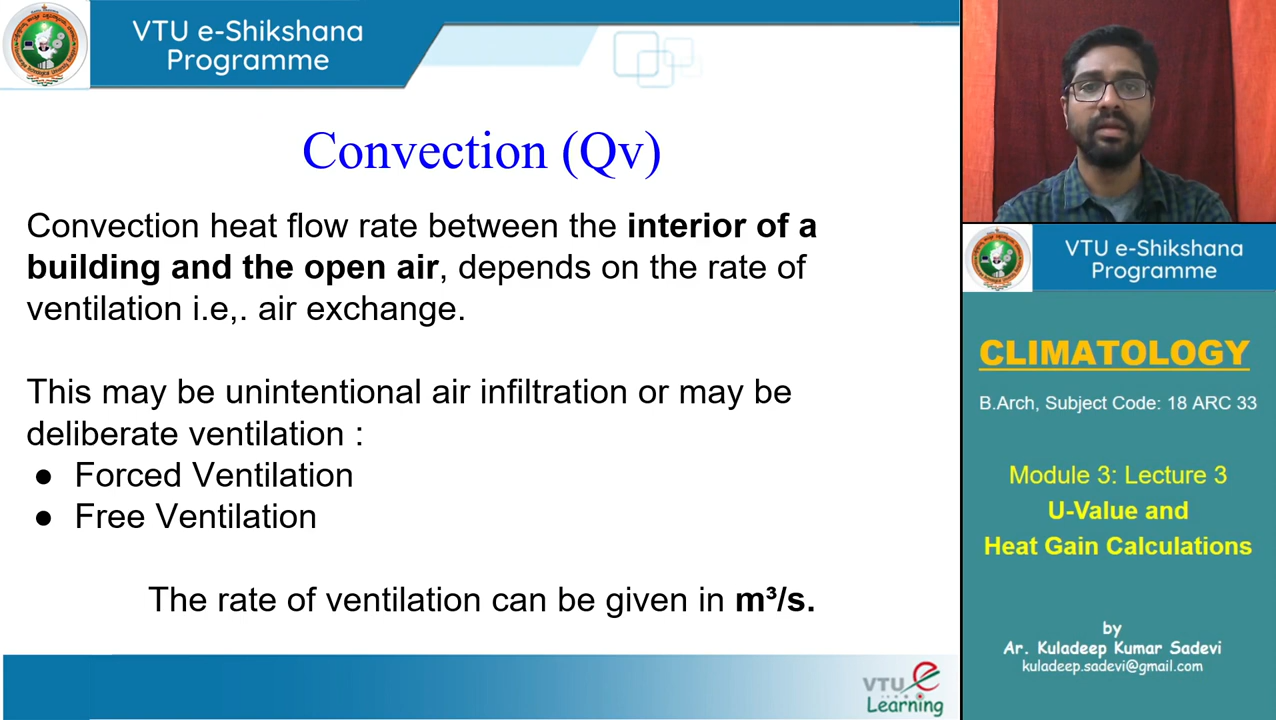 VTU e-Shikshana
Programme
Convection (Qv)
Convection heat flow rate between the interior of a
building and the open air, depends on the rate of
ventilation i.e,. air exchange.
This may be unintentional air infiltration or may be
deliberate ventilation :
● Forced Ventilation
● Free Ventilation
The rate of ventilation can be given in m³/s.
VTU e
Learning
VTU e-Shikshana
Programme
CLIMATOLOGY
B.Arch, Subject Code: 18 ARC 33
Module 3: Lecture 3
U-Value and
Heat Gain Calculations
by
Ar. Kuladeep Kumar Sadevi
kuladeep.sadevi@gmail.com